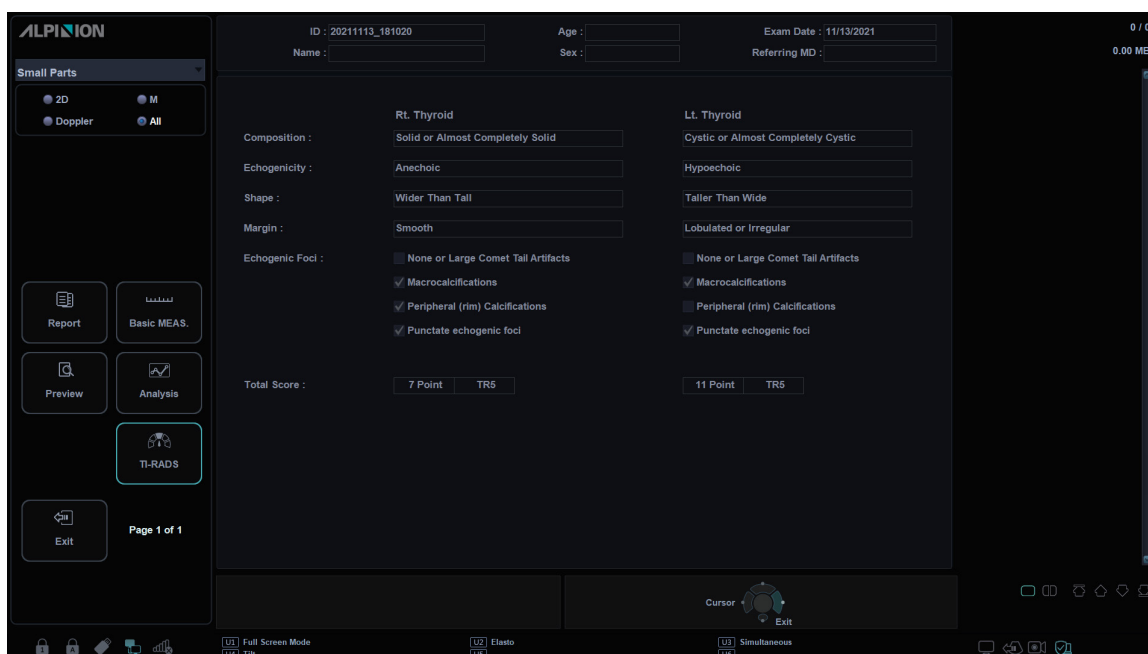 ALPINION
ID : 20211113_181020 Age : Exam Date : 11/13/2021
Name : Sex : Referring MD :
0.00 MB
Small Parts
2D M
Doppler All
Rt. Thyroid Lt. Thyroid
Composition : Solid or Almost Completely Solid Cystic or Almost Completely Cystic
Echogenicity : Anechoic Hypoechoic
Shape : Wider Than Tall Taller Than Wide
Margin : Smooth Lobulated or Irregular
Echogenic Foci : None or Large Comet Tail Artifacts None or Large Comet Tail Artifacts
Macrocalcifications Macrocalcifications
Peripheral (rim) Calcifications Peripheral (rim) Calcifications
Punctate echogenic foci Punctate echogenic foci
Total Score : 7 Point TR5 11 Point TR5
Report Basic MEAS.
Preview Analysis
TI-RADS
Exit Page 1 of 1
Cursor
Exit
U1 Full Screen Mode U2 Elasto U3 Simultaneous